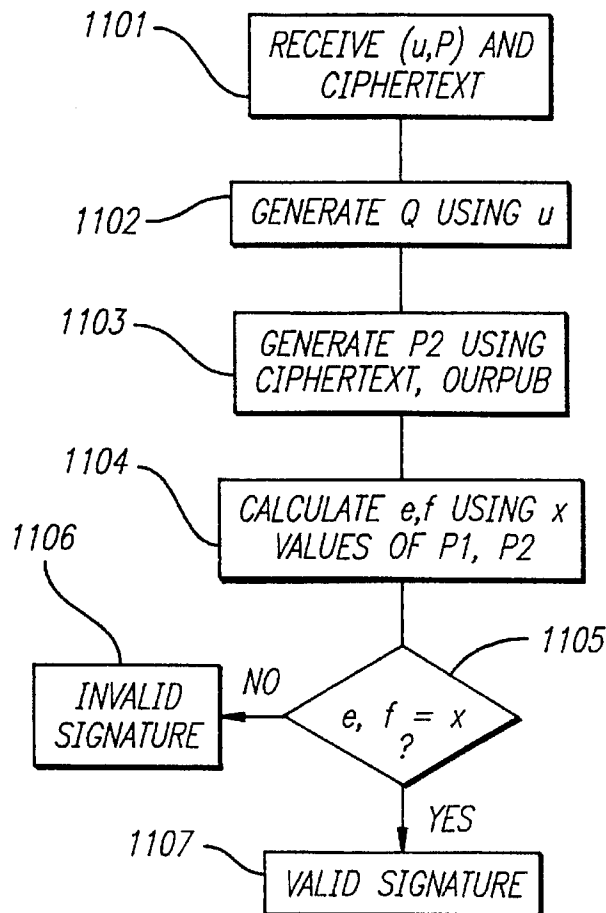 1101
RECEIVE (u,P) AND
CIPHERTEXT
1102
GENERATE Q USING u
1103
GENERATE P2 USING
CIPHERTEXT, OURPUB
1104
CALCULATE e,f USING x
VALUES OF P1, P2
1106
1105
INVALID
SIGNATURE
NO
e, f = x
?
YES
1107
VALID SIGNATURE